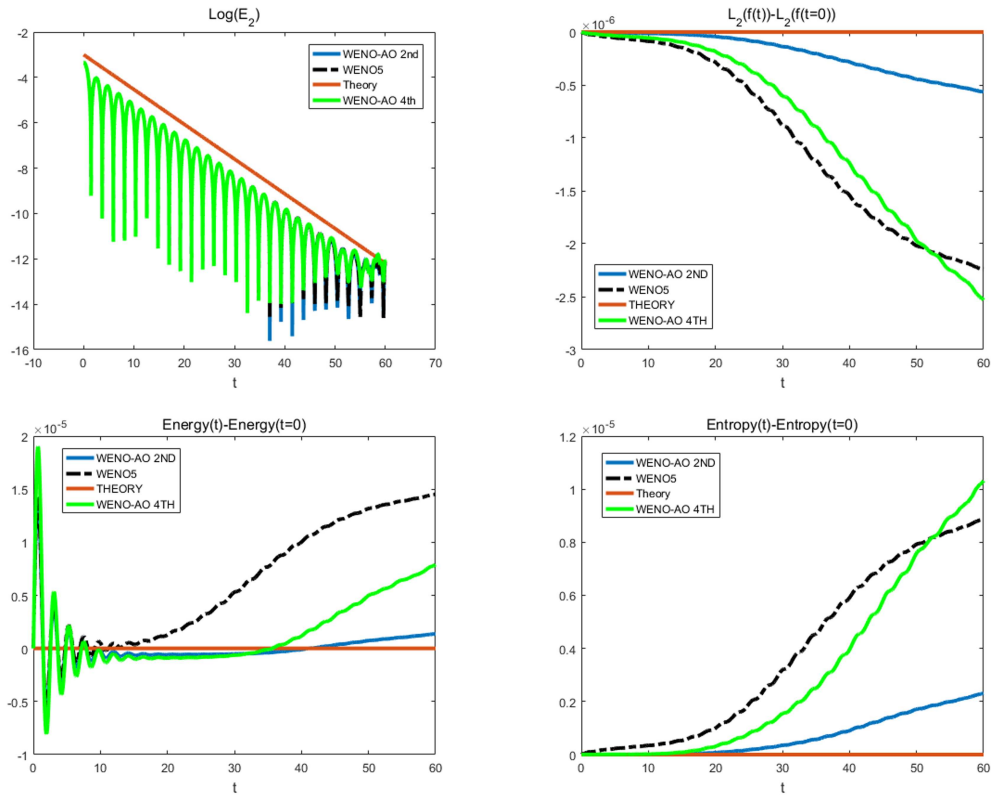 Log(E₂)
-2
-4
-6
-8
-10
-12
-14
-16
-10 0 10 20 30 40 50 60 70
t
WENO-AO 2nd
WENO5
Theory
WENO-AO 4th
L₂(f(t))-L₂(f(t=0))
×10⁻⁶
0
-0.5
-1
-1.5
-2
-2.5
-3
0 10 20 30 40 50 60
t
WENO-AO 2ND
WENO5
THEORY
WENO-AO 4TH
Energy(t)-Energy(t=0)
×10⁻⁵
2
1.5
1
0.5
0
-0.5
-1
0 10 20 30 40 50 60
t
WENO-AO 2ND
WENO5
THEORY
WENO-AO 4TH
Entropy(t)-Entropy(t=0)
×10⁻⁵
1.2
1
0.8
0.6
0.4
0.2
0
0 10 20 30 40 50 60
t
WENO-AO 2ND
WENO5
Theory
WENO-AO 4TH